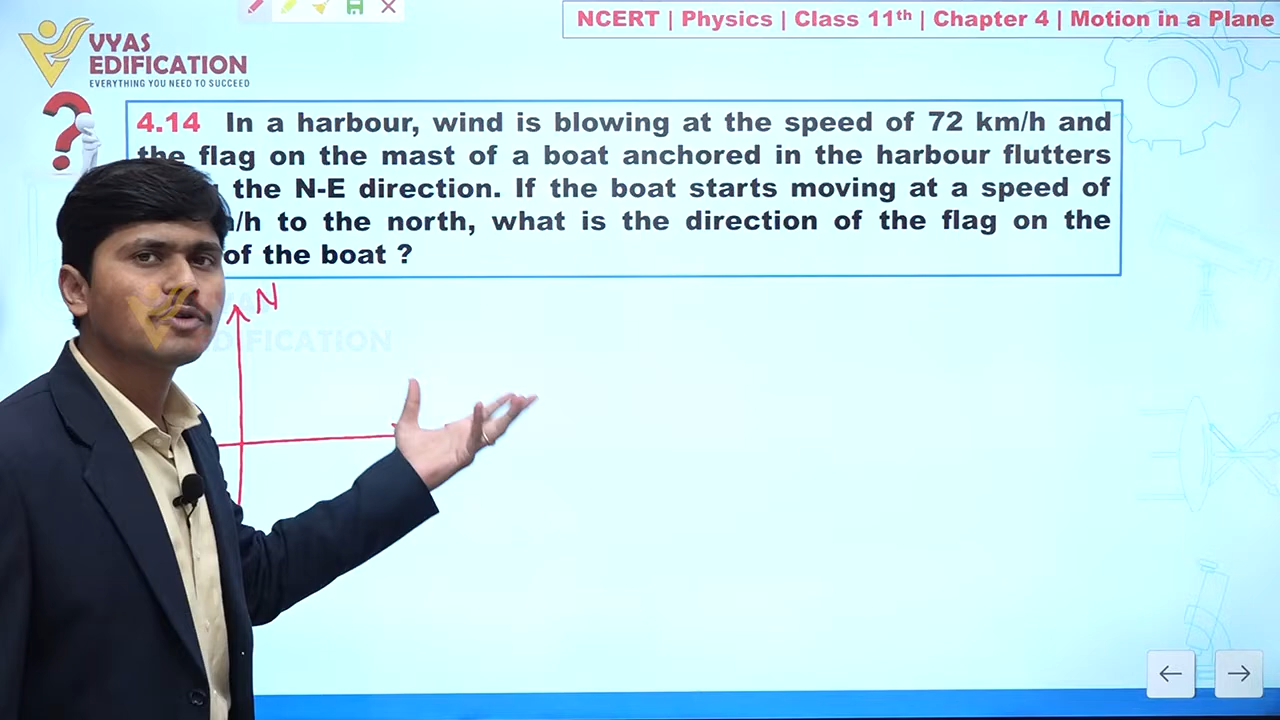 NCERT | Physics | Class 11th | Chapter 4 | Motion in a Plane
VYAS
EDIFICATION
EVERYTHING YOU NEED TO SUCCEED
4.14 In a harbour, wind is blowing at the speed of 72 km/h and
the flag on the mast of a boat anchored in the harbour flutters
the N-E direction. If the boat starts moving at a speed of
/h to the north, what is the direction of the flag on the
of the boat ?
N
EDIFICATION